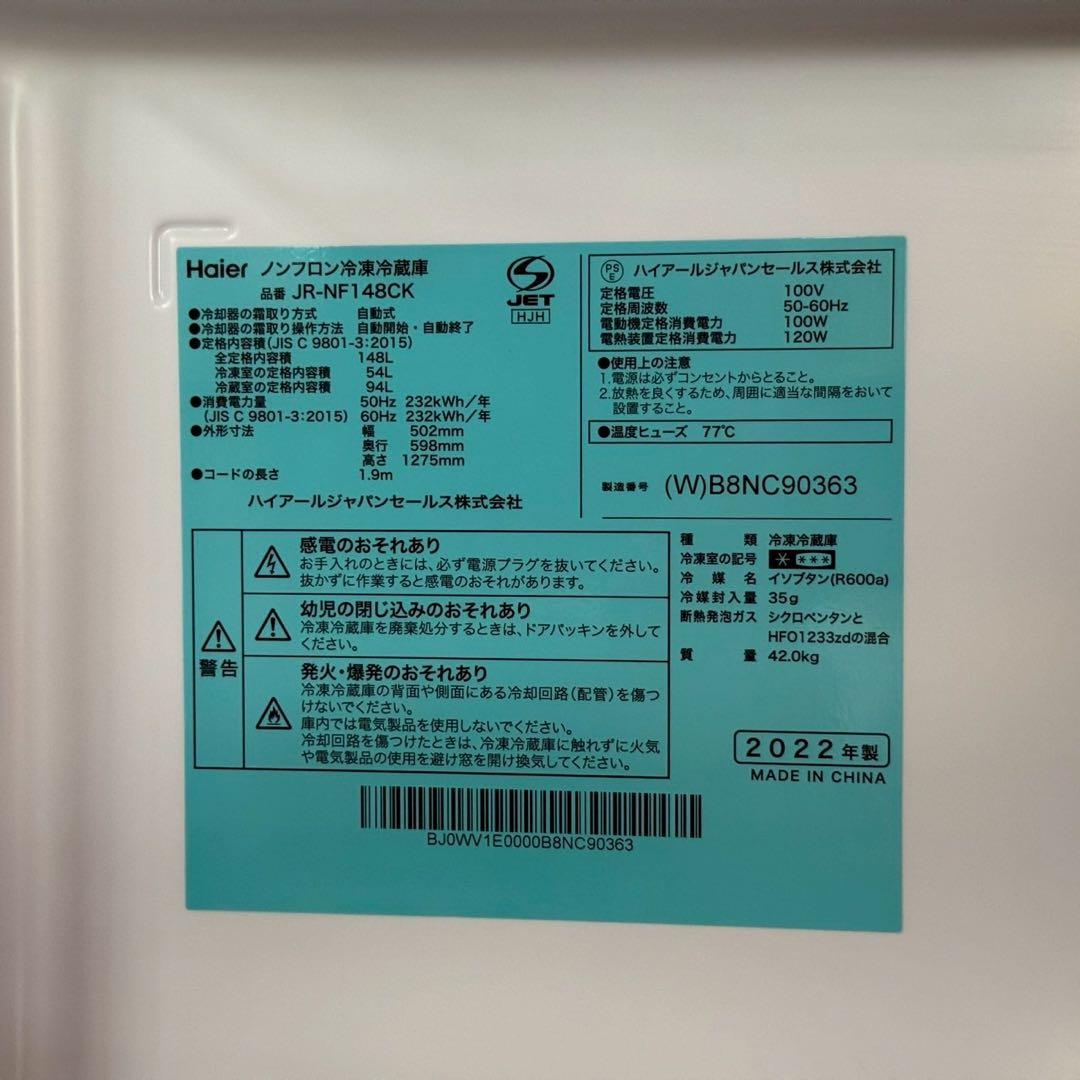 Haier ノンフロン冷凍冷蔵庫
品番 JR-NF148CK
JET
HJH
●冷却器の霜取り方式 自動式
●冷却器の霜取り操作方法 自動開始・自動終了
●定格内容積(JIS C 9801-3:2015)
全定格内容積 148L
冷凍室の定格内容積 54L
冷蔵室の定格内容積 94L
●消費電力量 50Hz 232kWh/年
(JIS C 9801-3:2015) 60Hz 232kWh/年
●外形寸法 幅 502mm
奥行 598mm
高さ 1275mm
●コードの長さ 1.9m
ハイアールジャパンセールス株式会社
PS
E
ハイアールジャパンセールス株式会社
定格電圧 100V
定格周波数 50-60Hz
電動機定格消費電力 100W
電熱装置定格消費電力 120W
●使用上の注意
1.電源は必ずコンセントからとること。
2.放熱を良くするため、周囲に適当な間隔をおいて
設置すること。
●温度ヒューズ 77℃
製造番号 (W)B8NC90363
警告
感電のおそれあり
お手入れのときには、必ず電源プラグを抜いてください。
抜かずに作業すると感電のおそれがあります。
幼児の閉じ込みのおそれあり
冷凍冷蔵庫を廃棄処分するときは、ドアパッキンを外して
ください。
発火・爆発のおそれあり
冷凍冷蔵庫の背面や側面にある冷却回路(配管)を傷つ
けないでください。
庫内では電気製品を使用しないでください。
冷却回路を傷つけたときは、冷凍冷蔵庫に触れずに火気
や電気製品の使用を避け窓を開け換気してください。
種類 冷凍冷蔵庫
冷凍室の記号 * ***
冷媒名 イソブタン(R600a)
冷媒封入量 35g
断熱発泡ガス シクロペンタンと
HFO1233zdの混合
質量 42.0kg
2022年製
MADE IN CHINA
BJ0WV1E0000B8NC90363